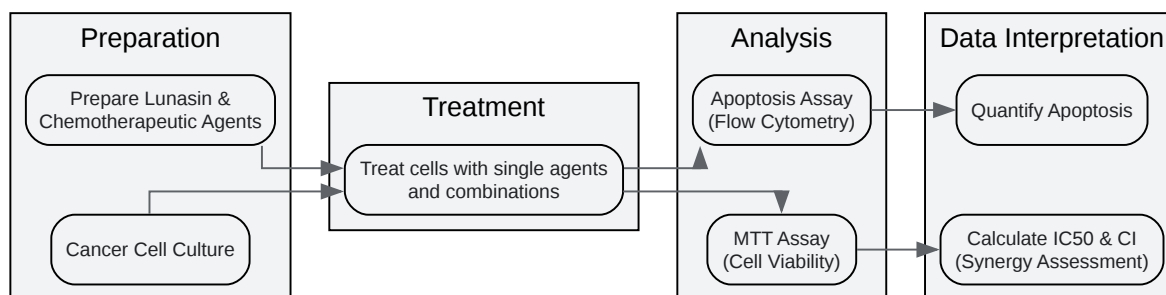 Preparation
Prepare Lunasin &
Chemotherapeutic Agents
Cancer Cell Culture
Treatment
Treat cells with single agents
and combinations
Analysis
Apoptosis Assay
(Flow Cytometry)
MTT Assay
(Cell Viability)
Data Interpretation
Quantify Apoptosis
Calculate IC50 & CI
(Synergy Assessment)